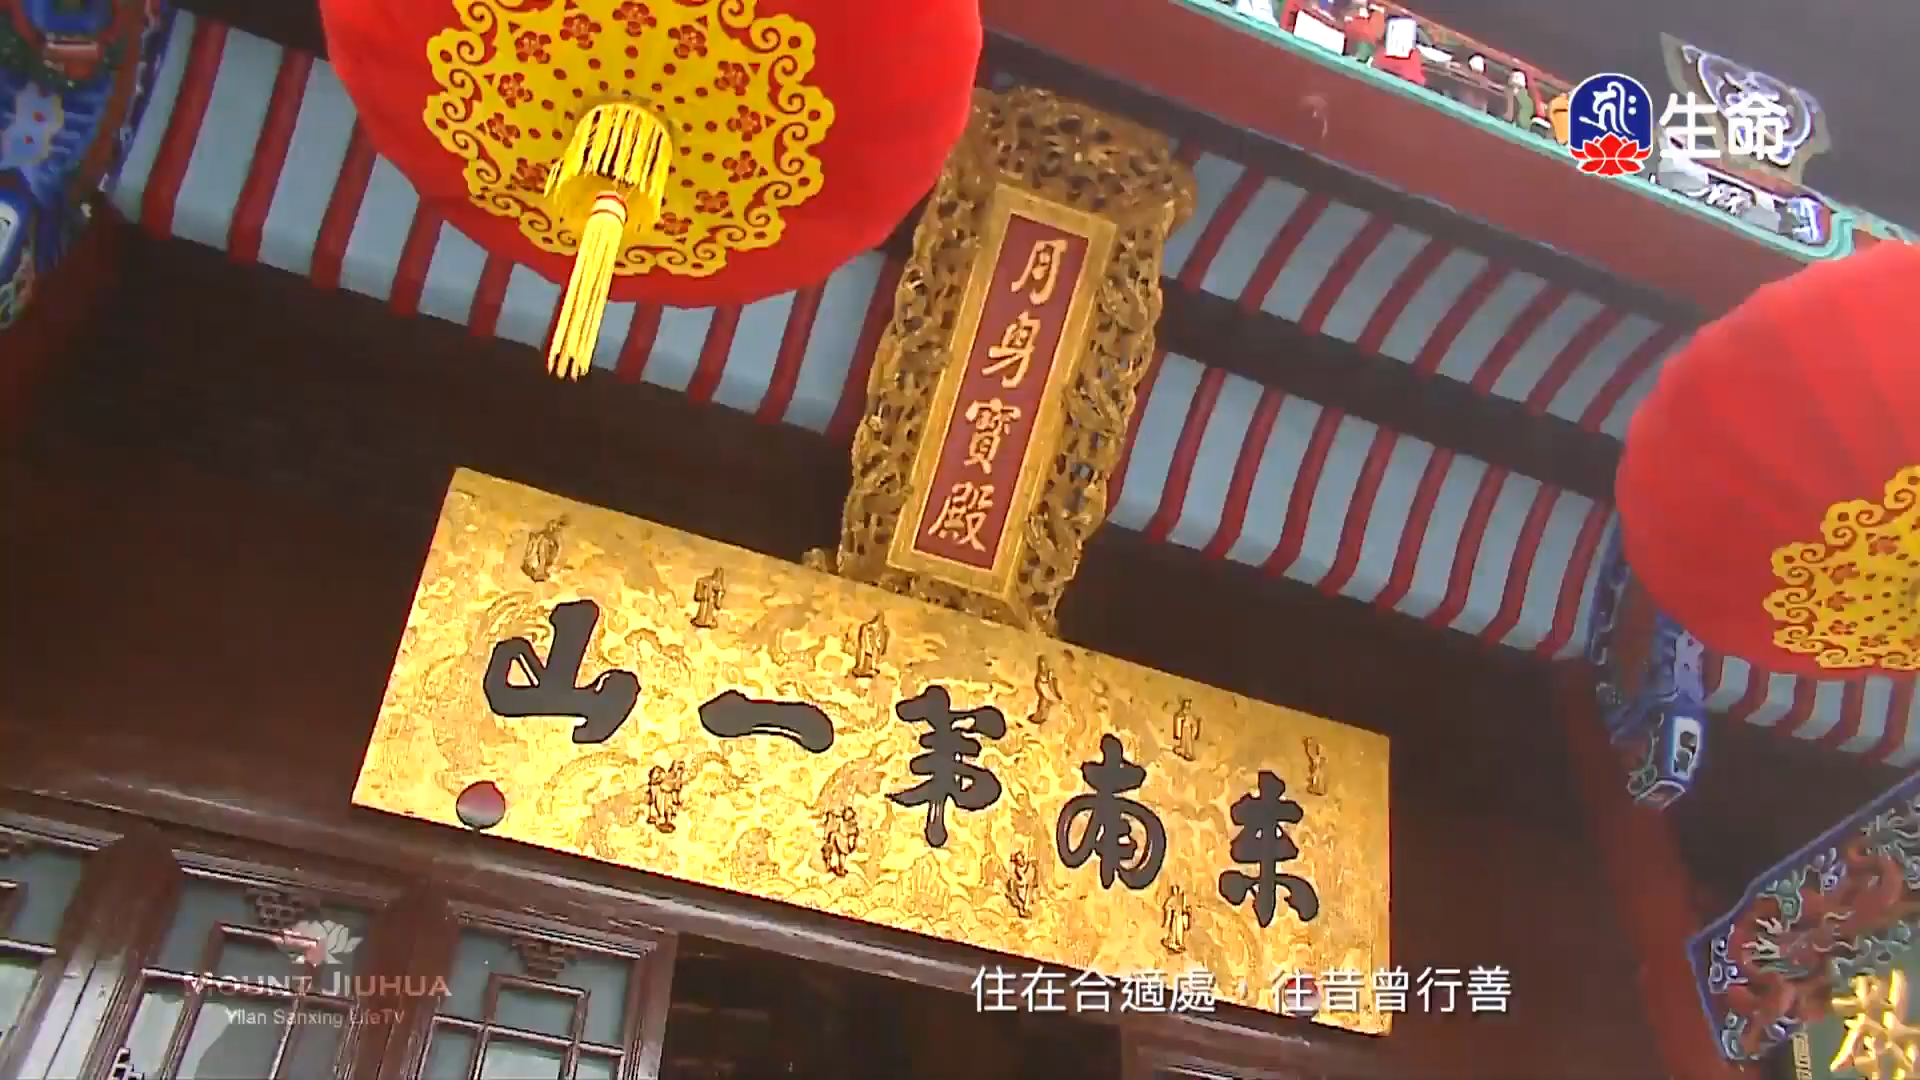 生命
月身寶殿
東南第一山
住在合適處,往昔曾行善
MOUNT JIUHUA
Yilan Sanxing LifeTV